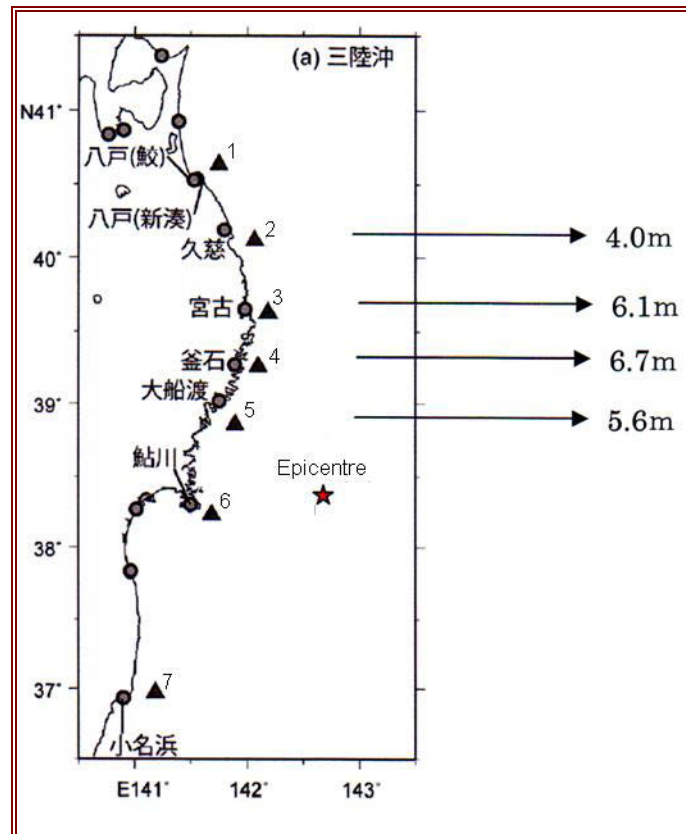 (a) 三陸沖
N41°
八戸(鮫)
1
八戸(新湊)
2
4.0m
久慈
40°
宮古
3
6.1m
釜石
4
6.7m
大船渡
39°
5
5.6m
鮎川
Epicentre
6
38°
7
37°
小名浜
E141°
142°
143°